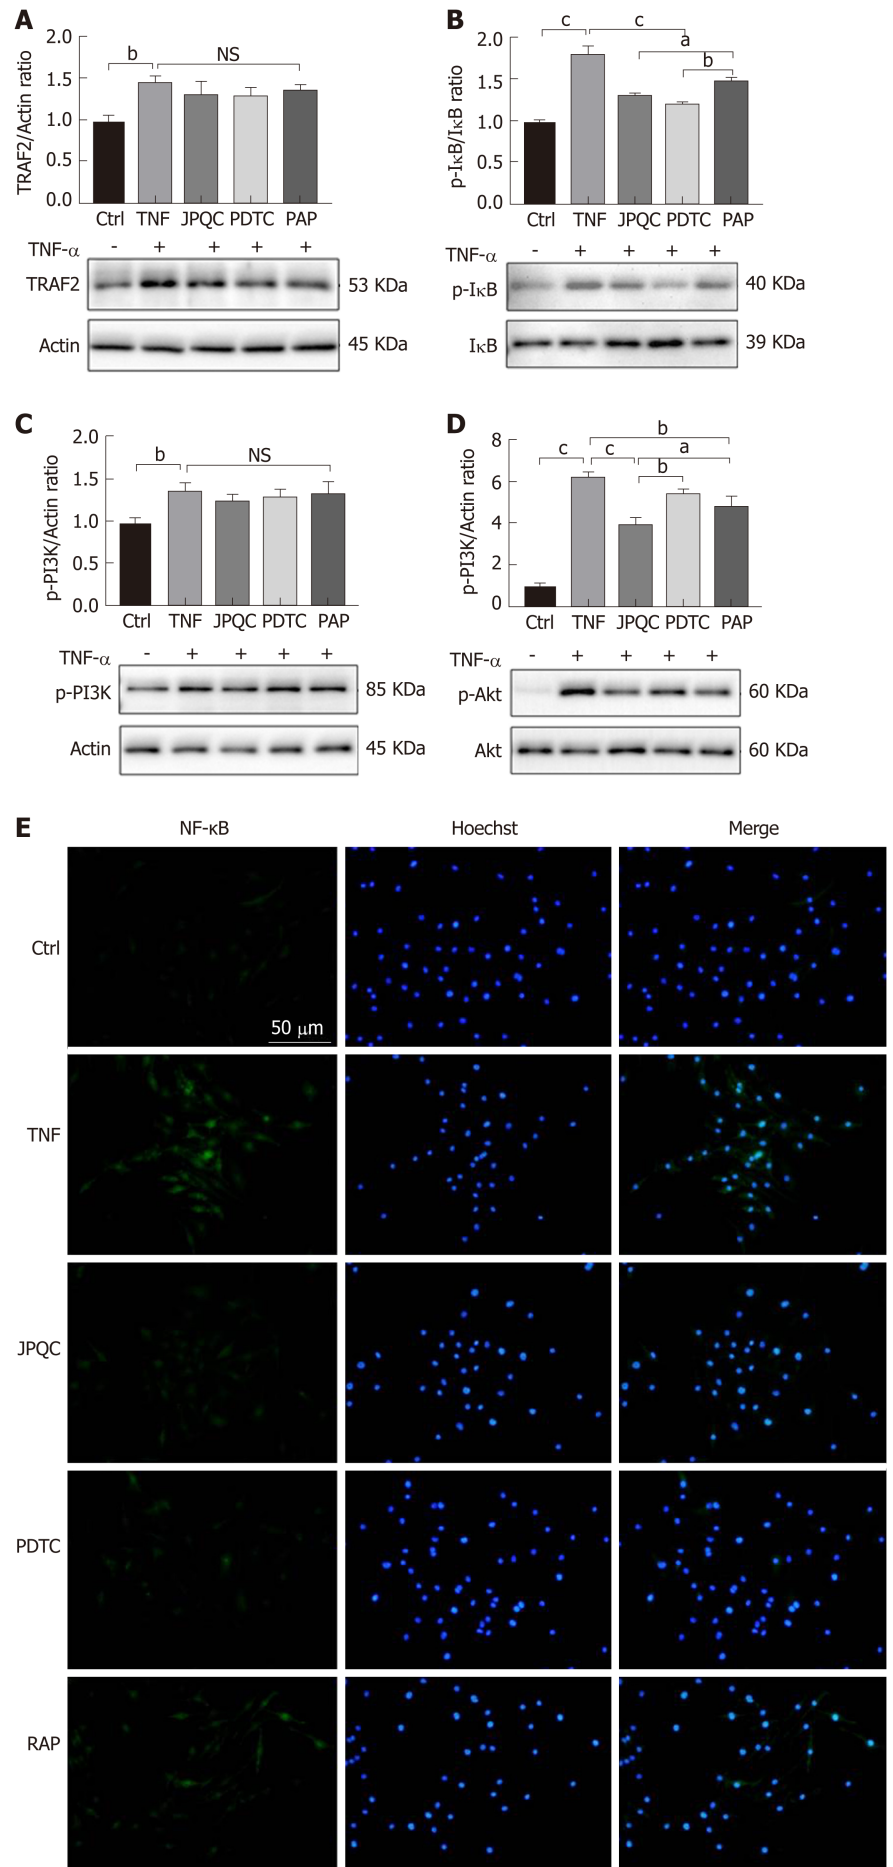 A
TRAF2/Actin ratio
2.0
1.5
1.0
0.5
0.0
b
NS
Ctrl TNF JPQC PDTC PAP
TNF-α - + + + +
TRAF2 53 KDa
Actin 45 KDa
B
p-IκB/IκB ratio
2.0
1.5
1.0
0.5
0.0
c
c
a
b
Ctrl TNF JPQC PDTC PAP
TNF-α - + + + +
p-IκB 40 KDa
IκB 39 KDa
C
p-PI3K/Actin ratio
2.0
1.5
1.0
0.5
0.0
b
NS
Ctrl TNF JPQC PDTC PAP
TNF-α - + + + +
p-PI3K 85 KDa
Actin 45 KDa
D
p-PI3K/Actin ratio
8
6
4
2
0
b
c
c
a
b
Ctrl TNF JPQC PDTC PAP
TNF-α - + + + +
p-Akt 60 KDa
Akt 60 KDa
E
NF-κB Hoechst Merge
Ctrl
50 μm
TNF
JPQC
PDTC
RAP